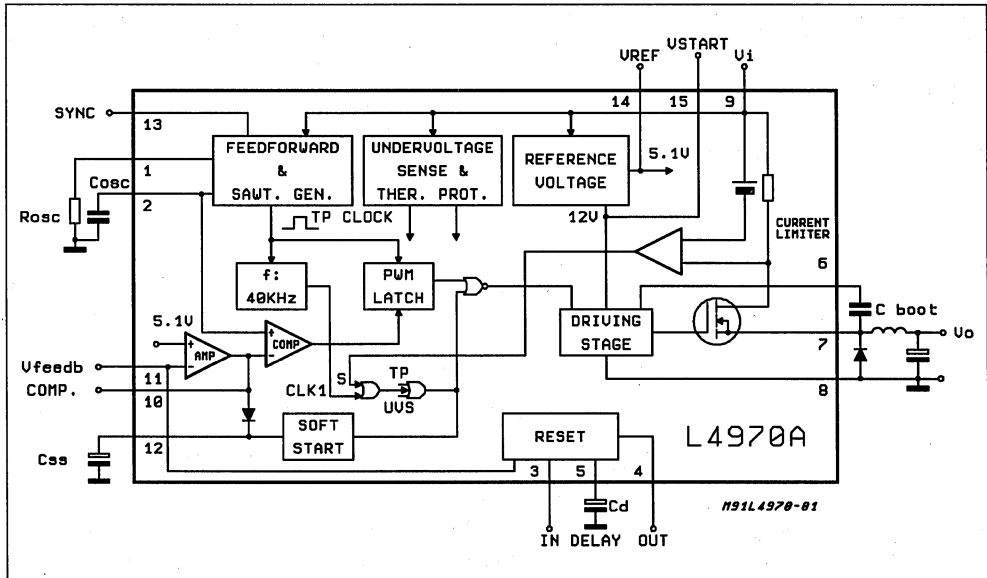 VSTART
VREF
Vi
14
15
9
SYNC
13
FEEDFORWARD
&
SAWT. GEN.
UNDERVOLTAGE
SENSE &
THER. PROT.
REFERENCE
VOLTAGE
5.1V
1
Cosc
2
Rosc
TP CLOCK
12V
CURRENT
LIMITER
6
f:
40KHz
PWM
LATCH
C boot
5.1V
+
AMP
-
+
COMP
-
DRIVING
STAGE
7
Vo
Vfeedb
11
COMP.
10
S
CLK1
TP
UVS
8
SOFT
START
RESET
L4970A
12
Css
3
5
4
Cd
M91L4970-01
IN
DELAY
OUT